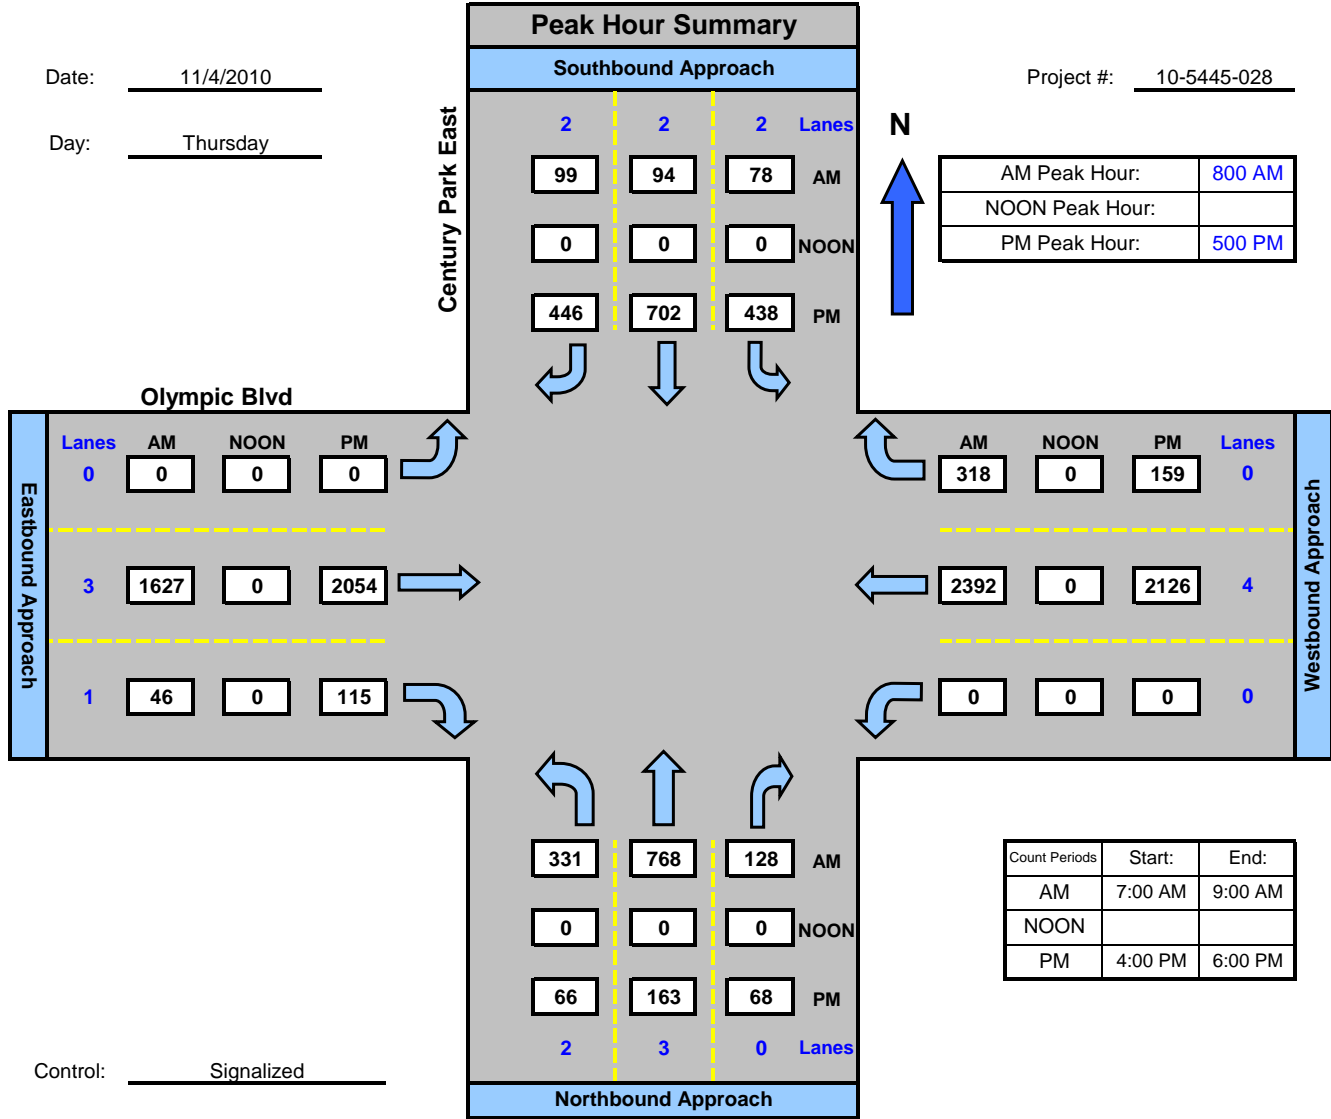 Peak Hour Summary
Southbound Approach
Date: 11/4/2010
Project #: 10-5445-028
Day: Thursday
Century Park East
2 2 2 Lanes
99 94 78 AM
0 0 0 NOON
446 702 438 PM
N
AM Peak Hour: 800 AM
NOON Peak Hour:
PM Peak Hour: 500 PM
Olympic Blvd
Eastbound Approach
Lanes AM NOON PM
0 0 0 0
3 1627 0 2054
1 46 0 115
AM NOON PM Lanes
318 0 159 0
2392 0 2126 4
0 0 0 0
Westbound Approach
331 768 128 AM
0 0 0 NOON
66 163 68 PM
2 3 0 Lanes
Northbound Approach
Count Periods Start: End:
AM 7:00 AM 9:00 AM
NOON
PM 4:00 PM 6:00 PM
Control: Signalized